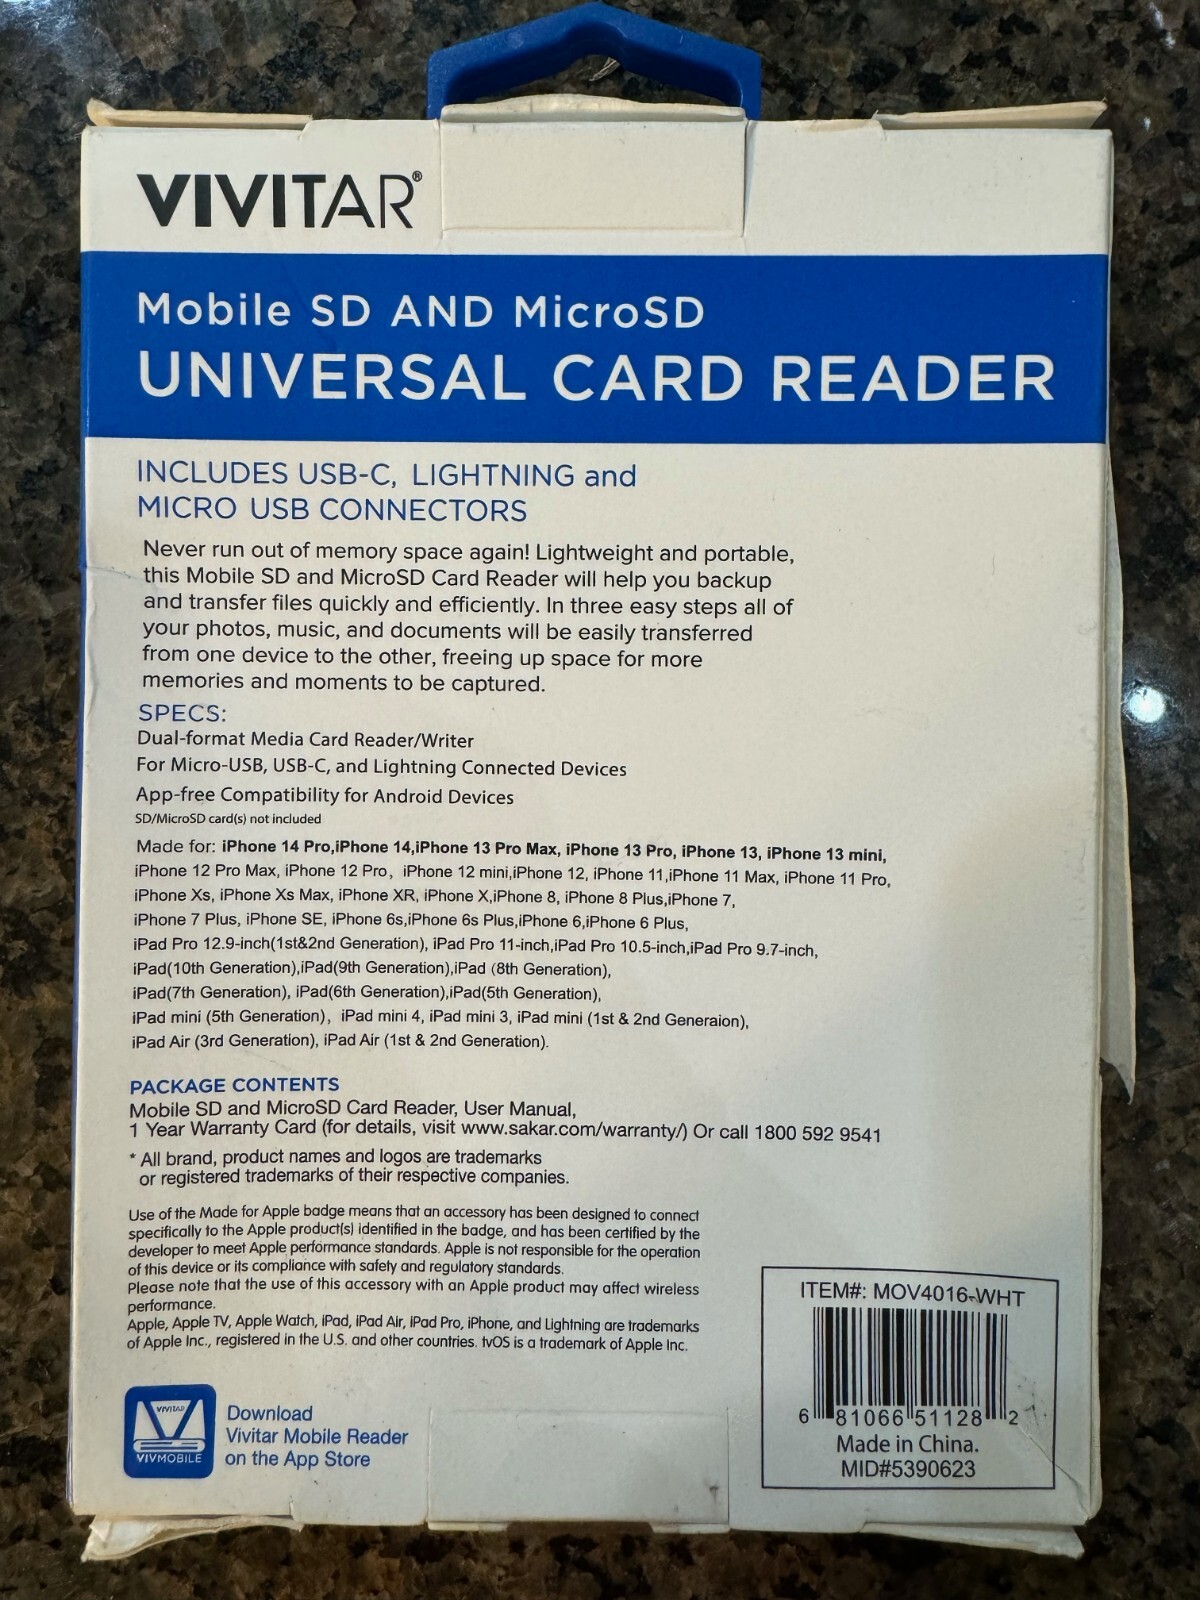 VIVITAR®
Mobile SD AND MicroSD
UNIVERSAL CARD READER
INCLUDES USB-C, LIGHTNING and
MICRO USB CONNECTORS
Never run out of memory space again! Lightweight and portable,
this Mobile SD and MicroSD Card Reader will help you backup
and transfer files quickly and efficiently. In three easy steps all of
your photos, music, and documents will be easily transferred
from one device to the other, freeing up space for more
memories and moments to be captured.
SPECS:
Dual-format Media Card Reader/Writer
For Micro-USB, USB-C, and Lightning Connected Devices
App-free Compatibility for Android Devices
SD/MicroSD card(s) not included
Made for: iPhone 14 Pro,iPhone 14,iPhone 13 Pro Max, iPhone 13 Pro, iPhone 13, iPhone 13 mini,
iPhone 12 Pro Max, iPhone 12 Pro, iPhone 12 mini,iPhone 12, iPhone 11,iPhone 11 Max, iPhone 11 Pro,
iPhone Xs, iPhone Xs Max, iPhone XR, iPhone X,iPhone 8, iPhone 8 Plus,iPhone 7,
iPhone 7 Plus, iPhone SE, iPhone 6s,iPhone 6s Plus,iPhone 6,iPhone 6 Plus,
iPad Pro 12.9-inch(1st&2nd Generation), iPad Pro 11-inch,iPad Pro 10.5-inch,iPad Pro 9.7-inch,
iPad(10th Generation),iPad(9th Generation),iPad (8th Generation),
iPad(7th Generation), iPad(6th Generation),iPad(5th Generation),
iPad mini (5th Generation), iPad mini 4, iPad mini 3, iPad mini (1st & 2nd Generaion),
iPad Air (3rd Generation), iPad Air (1st & 2nd Generation).
PACKAGE CONTENTS
Mobile SD and MicroSD Card Reader, User Manual,
1 Year Warranty Card (for details, visit www.sakar.com/warranty/) Or call 1800 592 9541
* All brand, product names and logos are trademarks
or registered trademarks of their respective companies.
Use of the Made for Apple badge means that an accessory has been designed to connect
specifically to the Apple product(s) identified in the badge, and has been certified by the
developer to meet Apple performance standards. Apple is not responsible for the operation
of this device or its compliance with safety and regulatory standards.
Please note that the use of this accessory with an Apple product may affect wireless
performance.
Apple, Apple TV, Apple Watch, iPad, iPad Air, iPad Pro, iPhone, and Lightning are trademarks
of Apple Inc., registered in the U.S. and other countries. tvOS is a trademark of Apple Inc.
VIVITAR
VIVMOBILE
Download
Vivitar Mobile Reader
on the App Store
ITEM#: MOV4016-WHT
6 81066 51128 2
Made in China.
MID#5390623